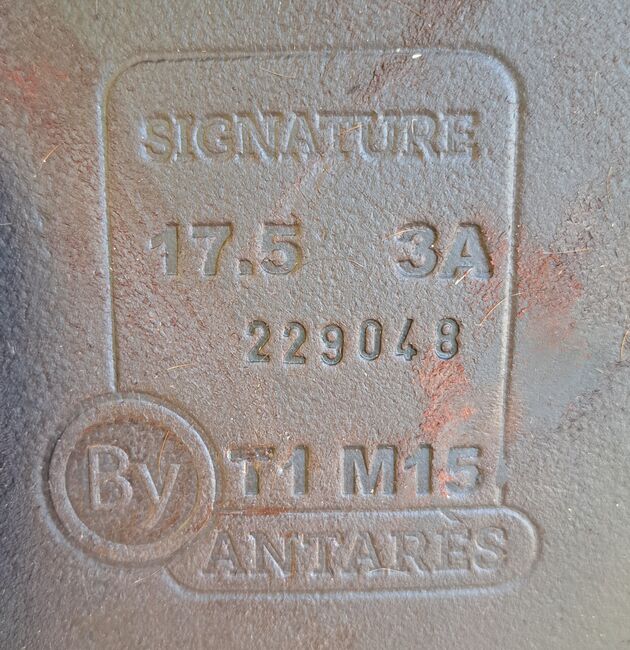 SIGNATURE
17.5 3A
229048
By T1 M15
ANTARÈS